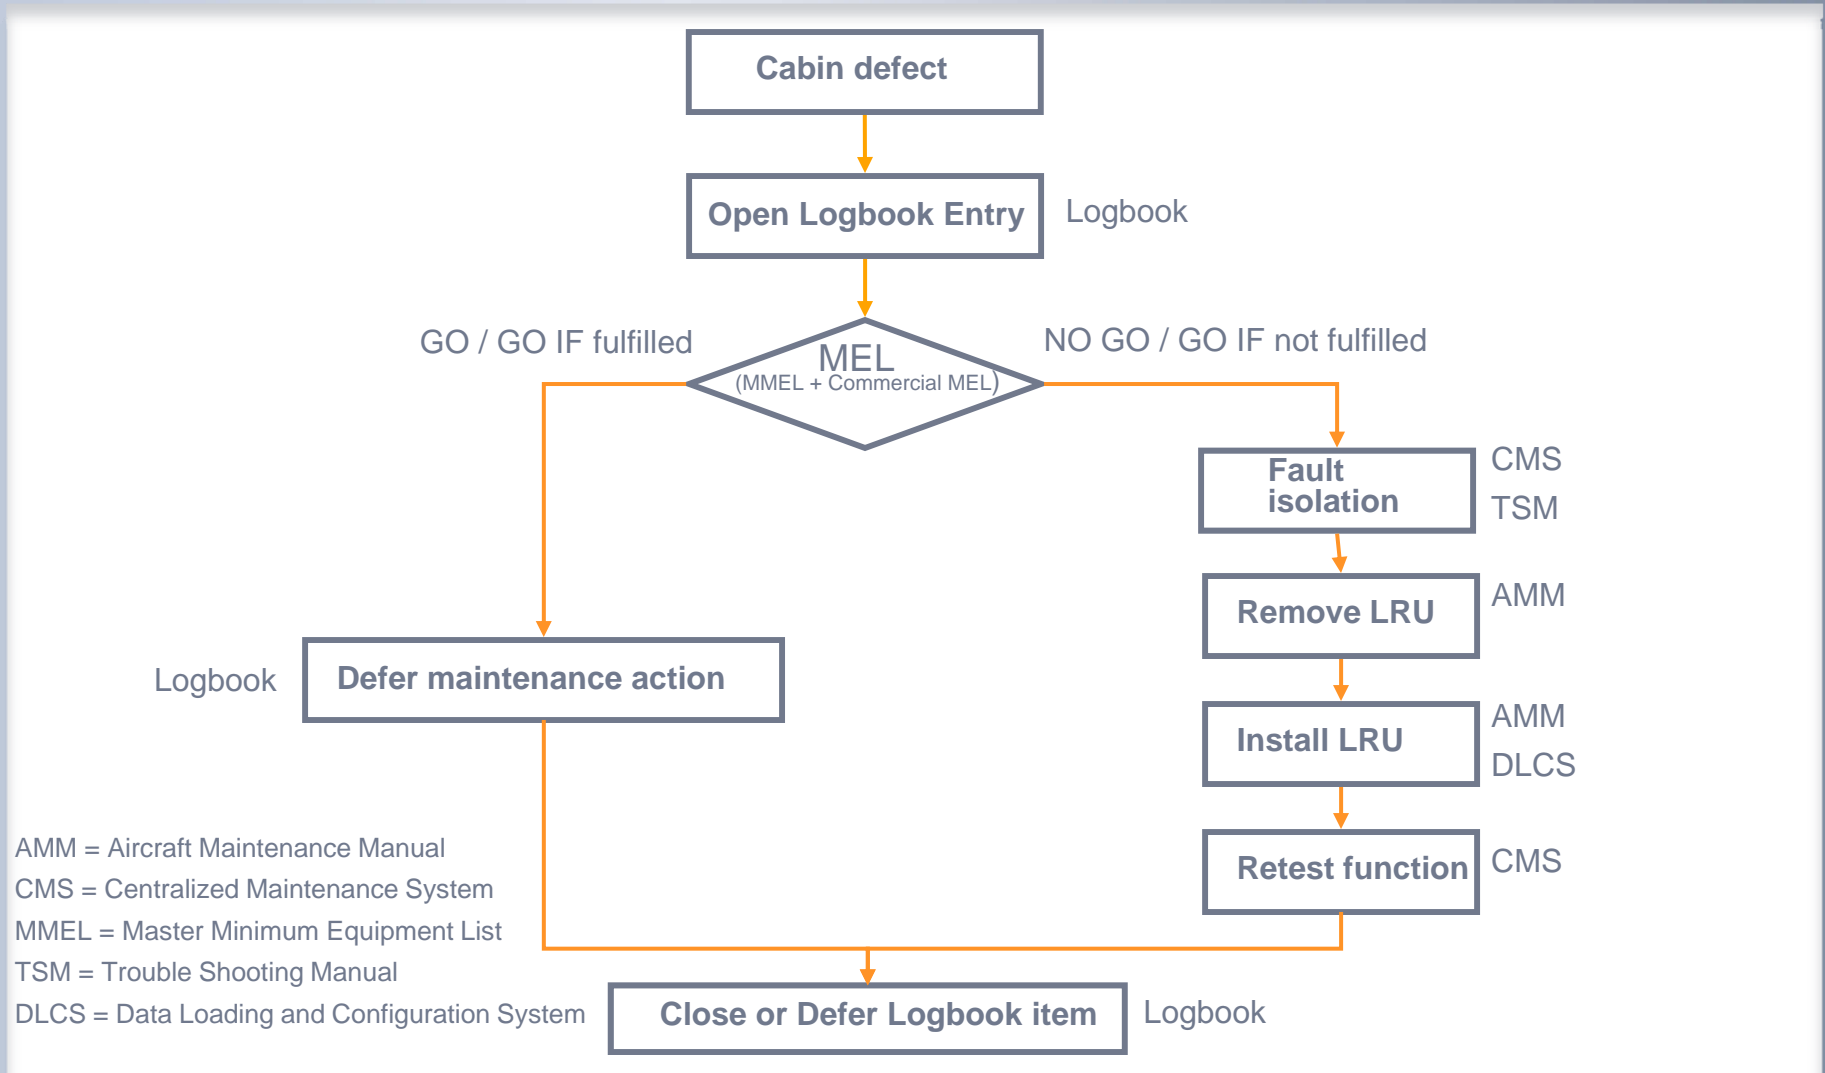 Cabin defect
Open Logbook Entry
Logbook
GO / GO IF fulfilled
NO GO / GO IF not fulfilled
MEL
(MMEL + Commercial MEL)
Fault
isolation
CMS
TSM
Remove LRU
AMM
Logbook
Defer maintenance action
Install LRU
AMM
DLCS
Retest function
CMS
AMM = Aircraft Maintenance Manual
CMS = Centralized Maintenance System
MMEL = Master Minimum Equipment List
TSM = Trouble Shooting Manual
DLCS = Data Loading and Configuration System
Close or Defer Logbook item
Logbook